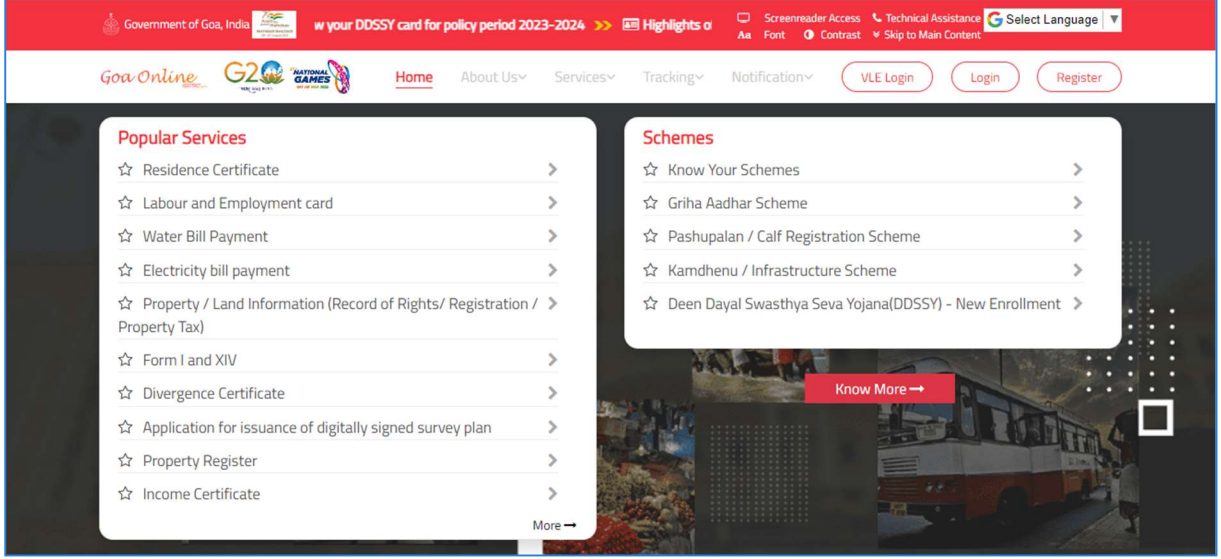 Government of Goa, India
w your DDSSY card for policy period 2023-2024 >> Highlights o
Screenreader Access Technical Assistance
Aa Font Contrast Skip to Main Content
G Select Language ▼
Goa Online
G20
NATIONAL
GAMES
Home About Us Services Tracking Notification VLE Login Login Register
Popular Services
Residence Certificate
Labour and Employment card
Water Bill Payment
Electricity bill payment
Property / Land Information (Record of Rights/ Registration /
Property Tax)
Form I and XIV
Divergence Certificate
Application for issuance of digitally signed survey plan
Property Register
Income Certificate
More →
Schemes
Know Your Schemes
Griha Aadhar Scheme
Pashupalan / Calf Registration Scheme
Kamdhenu / Infrastructure Scheme
Deen Dayal Swasthya Seva Yojana(DDSSY) - New Enrollment
Know More →